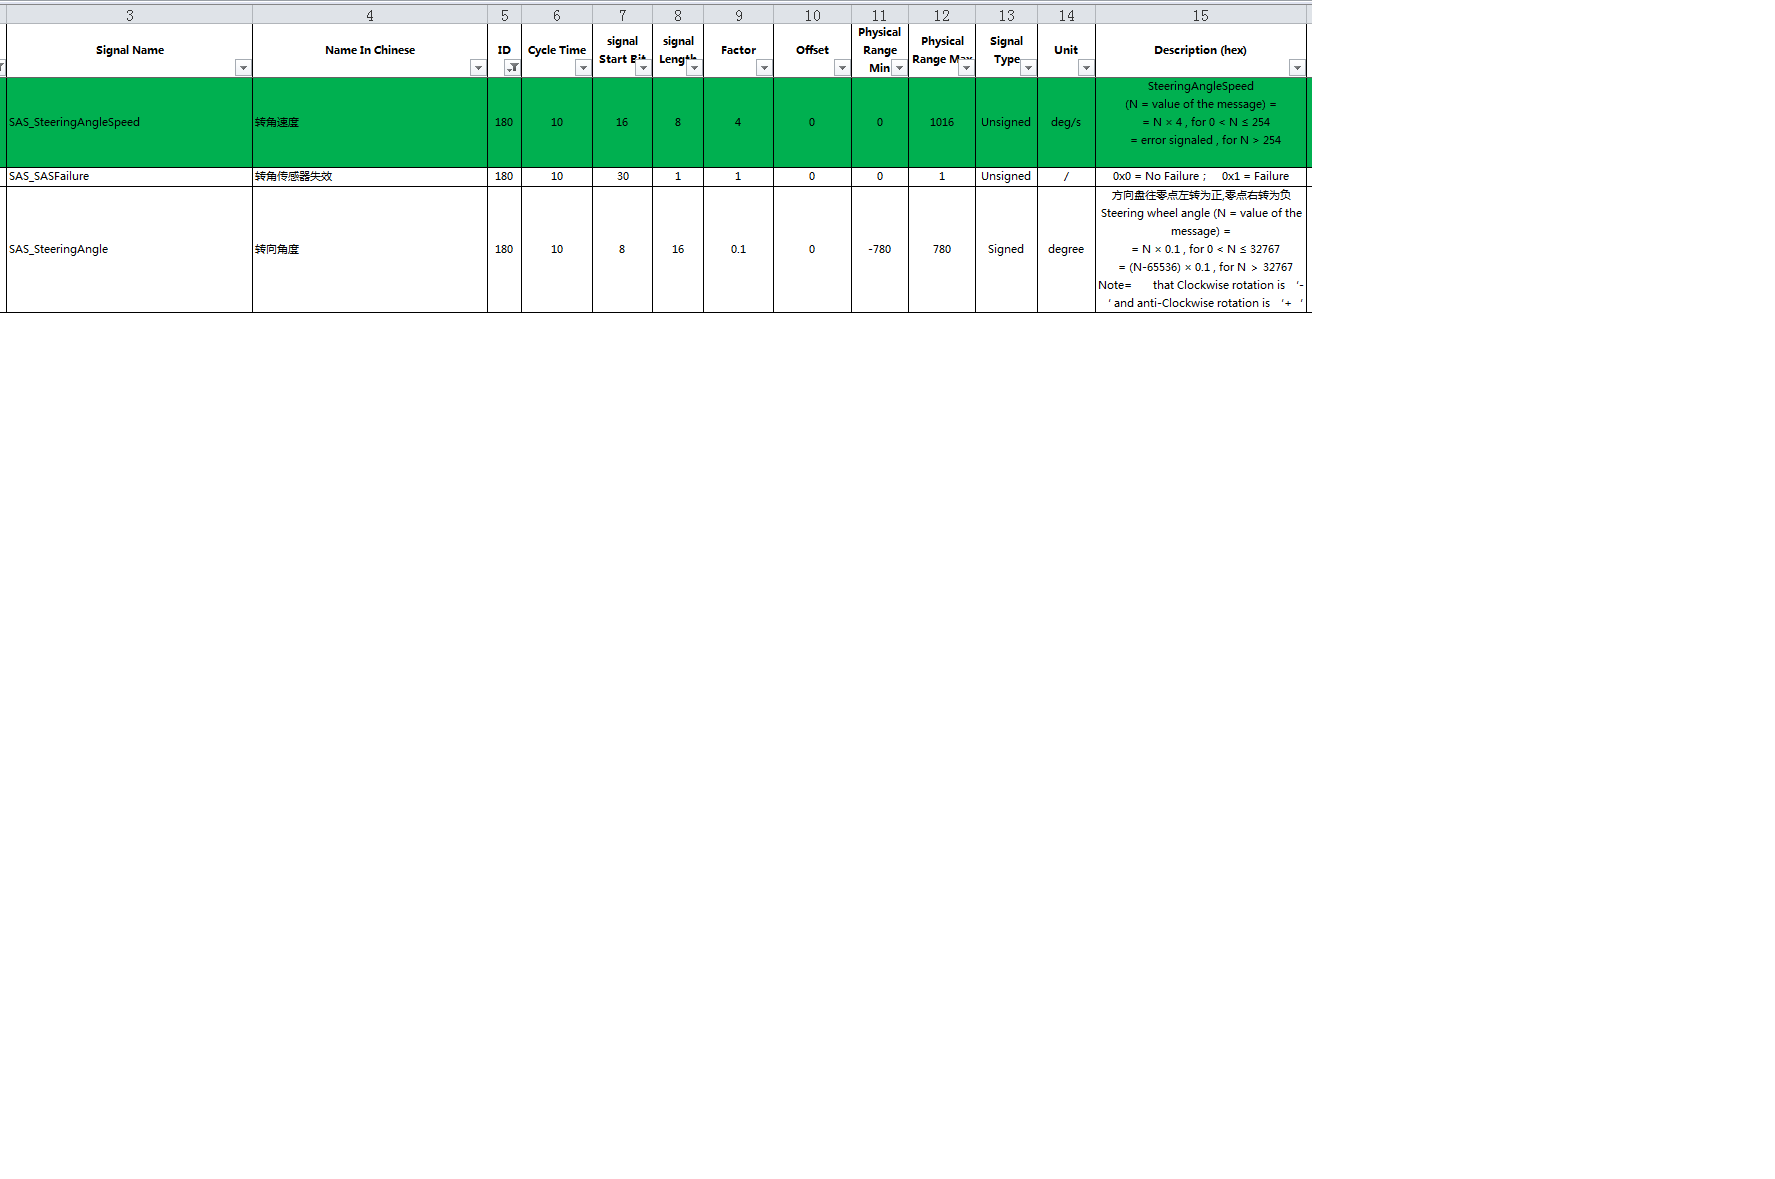 3 4 5 6 7 8 9 10 11 12 13 14 15
Signal Name Name In Chinese ID Cycle Time signal Start Bit signal Length Factor Offset Physical Range Min Physical Range Max Signal Type Unit Description (hex)
SAS_SteeringAngleSpeed 转角速度 180 10 16 8 4 0 0 1016 Unsigned deg/s SteeringAngleSpeed
(N = value of the message) =
= N × 4 , for 0 < N ≤ 254
= error signaled , for N > 254
SAS_SASFailure 转角传感器失效 180 10 30 1 1 0 0 1 Unsigned / 0x0 = No Failure ; 0x1 = Failure
SAS_SteeringAngle 转向角度 180 10 8 16 0.1 0 -780 780 Signed degree 方向盘往零点左转为正,零点右转为负
Steering wheel angle (N = value of the
message) =
= N × 0.1 , for 0 < N ≤ 32767
= (N-65536) × 0.1 , for N > 32767
Note= that Clockwise rotation is ‘-
‘ and anti-Clockwise rotation is ‘+ ‘